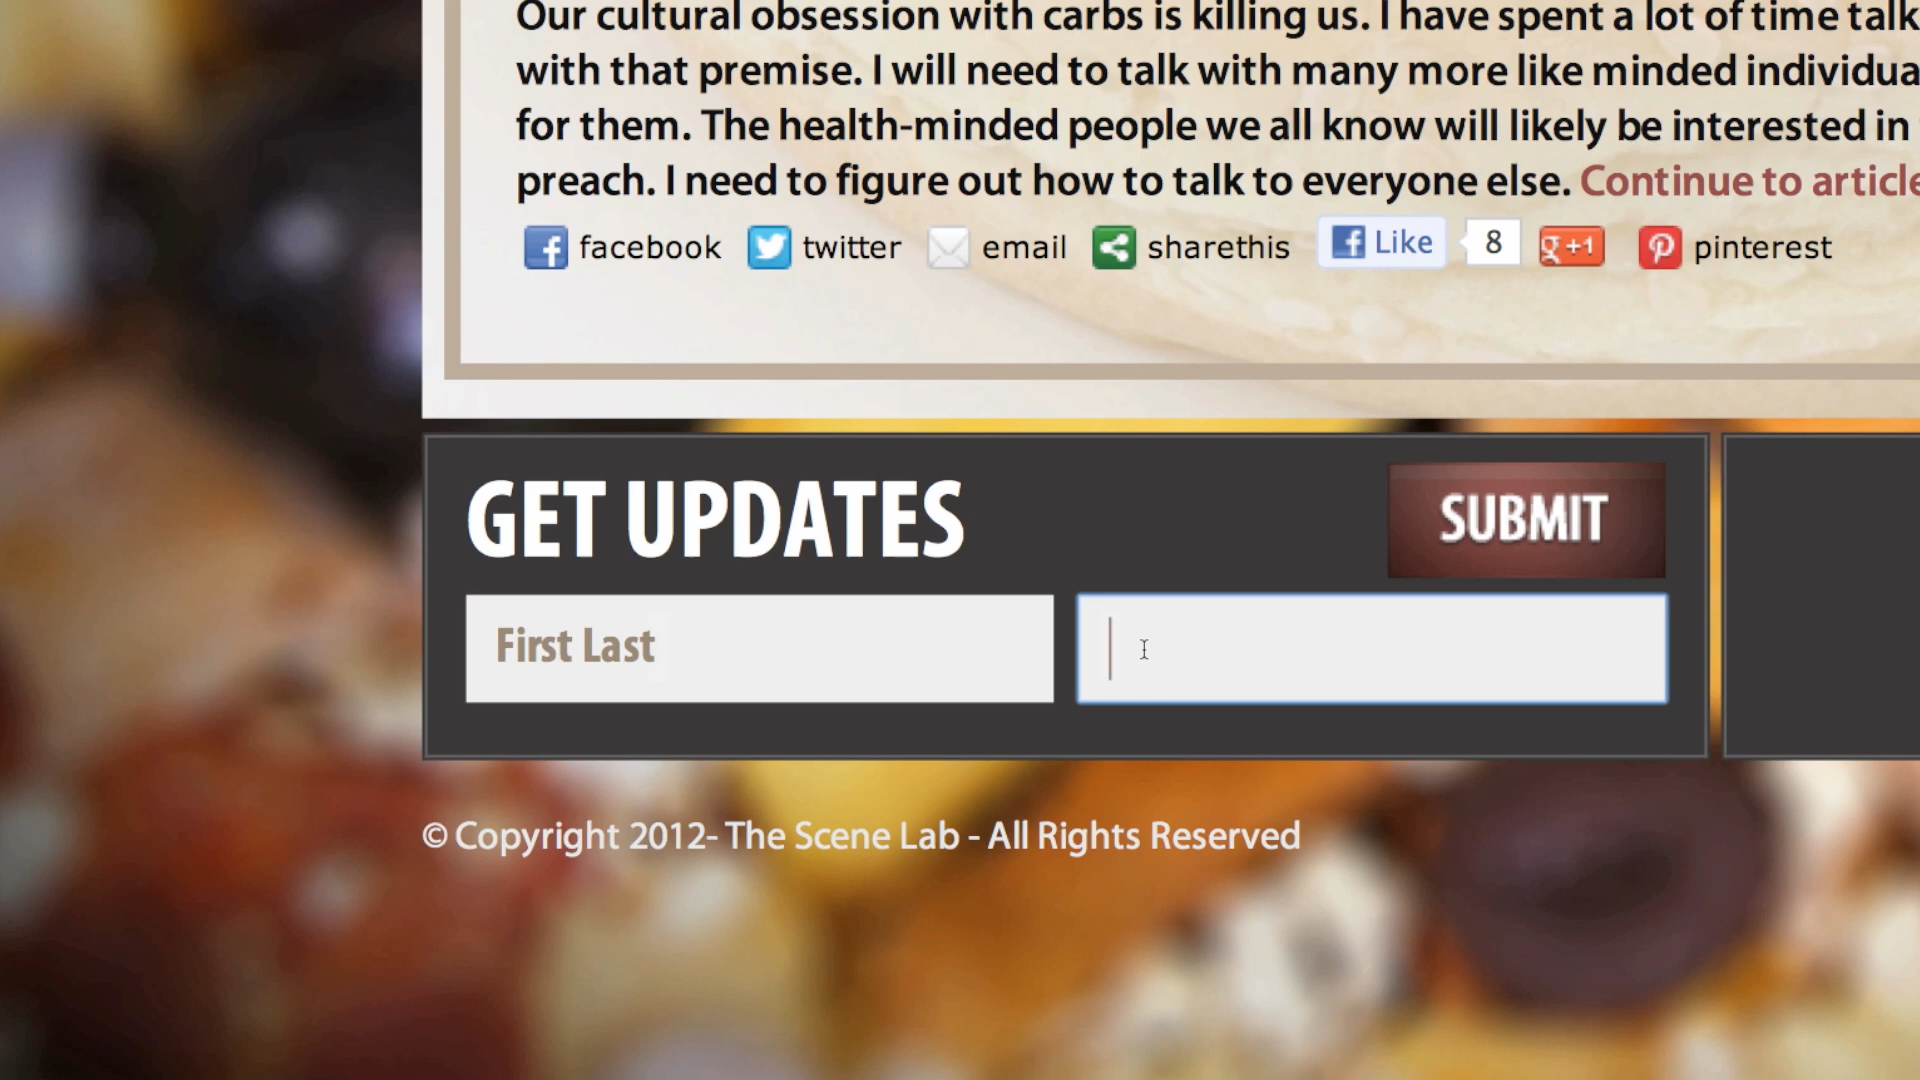 Our cultural obsession with carbs is killing us. I have spent a lot of time talk
with that premise. I will need to talk with many more like minded individua
for them. The health-minded people we all know will likely be interested in
preach. I need to figure out how to talk to everyone else. Continue to article
facebook twitter email sharethis Like 8 +1 pinterest
GET UPDATES SUBMIT
First Last
© Copyright 2012- The Scene Lab - All Rights Reserved